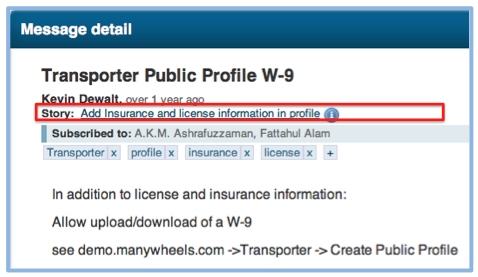 Message detail
Transporter Public Profile W-9
Kevin Dewalt, over 1 year ago
Story: Add Insurance and license information in profile i
Subscribed to: A.K.M. Ashrafuzzaman, Fattahul Alam
Transporter x profile x insurance x license x +
In addition to license and insurance information:
Allow upload/download of a W-9
see demo.manywheels.com ->Transporter -> Create Public Profile